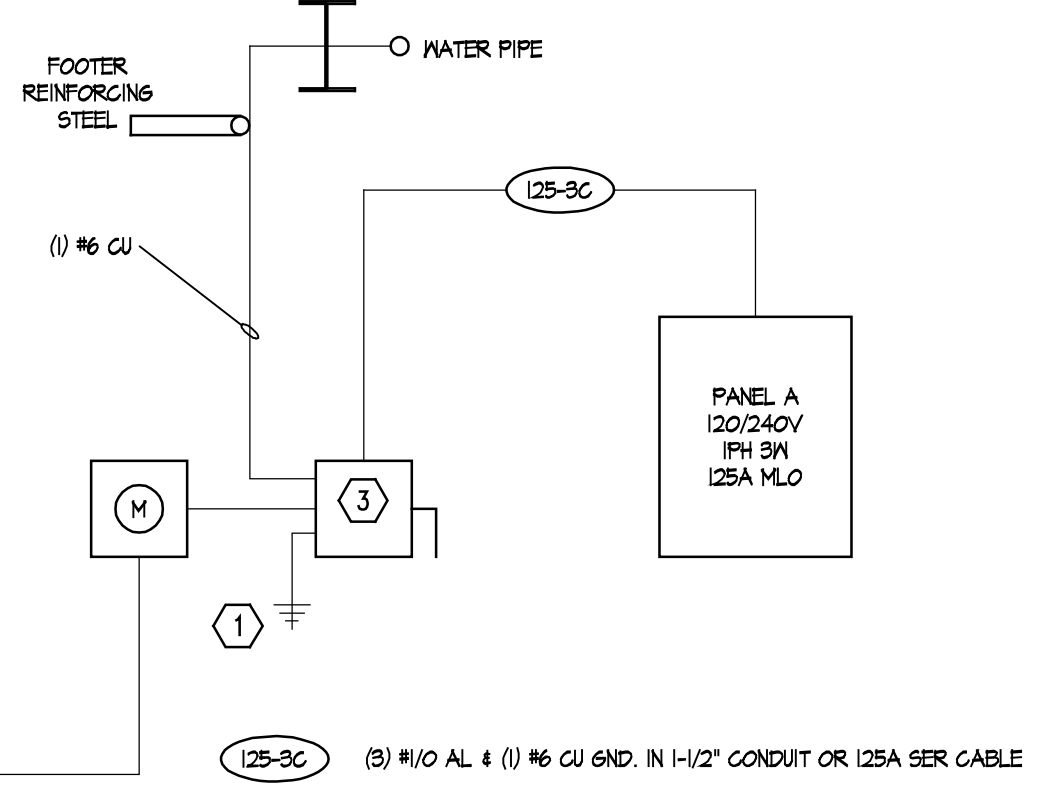 WATER PIPE
FOOTER
REINFORCING
STEEL
125-3C
(1) #6 CU
PANEL A
120/240V
1PH 3W
125A MLO
M
3
1
125-3C (3) #1/0 AL & (1) #6 CU GND. IN 1-1/2" CONDUIT OR 125A SER CABLE